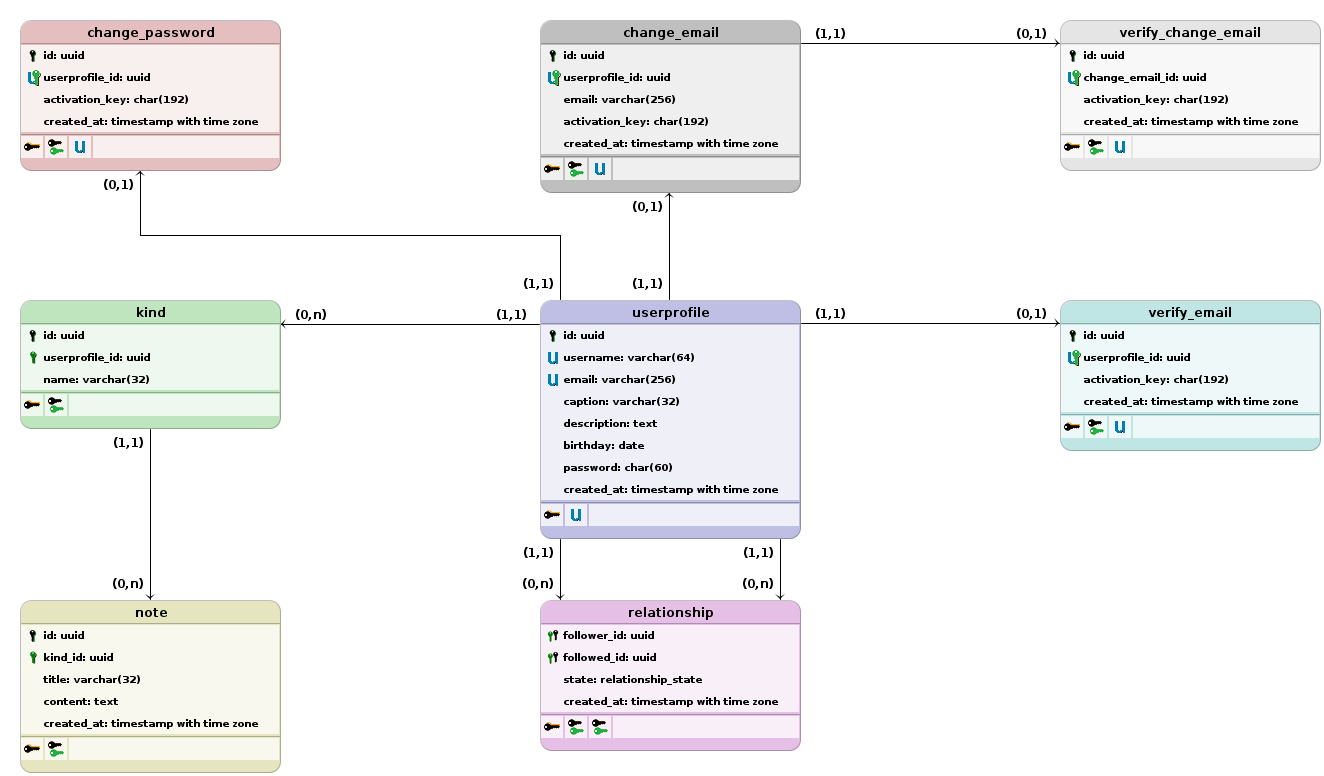 change_password
id: uuid
userprofile_id: uuid
activation_key: char(192)
created_at: timestamp with time zone
U
(0,1)
change_email
id: uuid
userprofile_id: uuid
email: varchar(256)
activation_key: char(192)
created_at: timestamp with time zone
U
(1,1)
(0,1)
verify_change_email
id: uuid
change_email_id: uuid
activation_key: char(192)
created_at: timestamp with time zone
U
(0,1)
(1,1)
(1,1)
kind
id: uuid
userprofile_id: uuid
name: varchar(32)
(0,n)
(1,1)
userprofile
id: uuid
U username: varchar(64)
U email: varchar(256)
caption: varchar(32)
description: text
birthday: date
password: char(60)
created_at: timestamp with time zone
U
(1,1)
(0,1)
verify_email
id: uuid
userprofile_id: uuid
activation_key: char(192)
created_at: timestamp with time zone
U
(1,1)
(0,n)
note
id: uuid
kind_id: uuid
title: varchar(32)
content: text
created_at: timestamp with time zone
(1,1)
(1,1)
(0,n)
(0,n)
relationship
follower_id: uuid
followed_id: uuid
state: relationship_state
created_at: timestamp with time zone